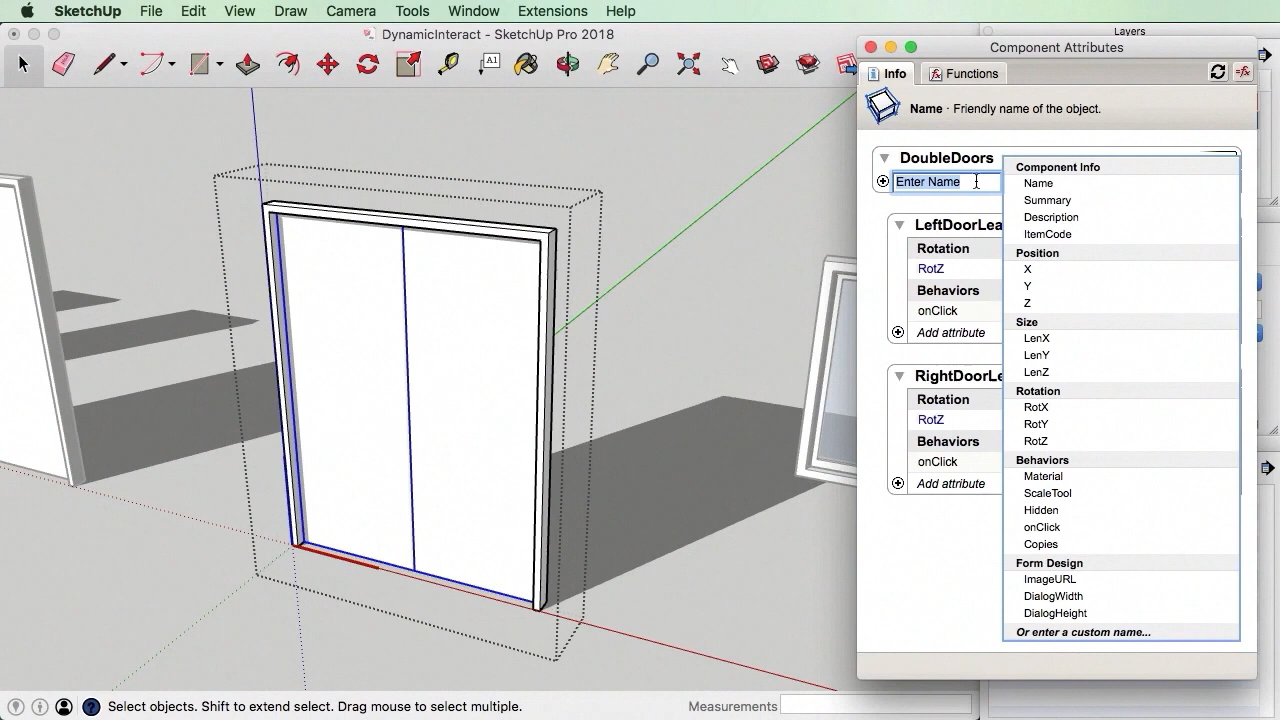 SketchUp File Edit View Draw Camera Tools Window Extensions Help
DynamicInteract - SketchUp Pro 2018
Layers
Component Attributes
Info Functions
Name · Friendly name of the object.
DoubleDoors
Enter Name
Component Info
Name
Summary
Description
ItemCode
Position
X
Y
Z
Size
LenX
LenY
LenZ
Rotation
RotX
RotY
RotZ
Behaviors
Material
ScaleTool
Hidden
onClick
Copies
Form Design
ImageURL
DialogWidth
DialogHeight
Or enter a custom name...
LeftDoorLea
Rotation
RotZ
Behaviors
onClick
Add attribute
RightDoorLe
Rotation
RotZ
Behaviors
onClick
Add attribute
A1
Select objects. Shift to extend select. Drag mouse to select multiple.
Measurements